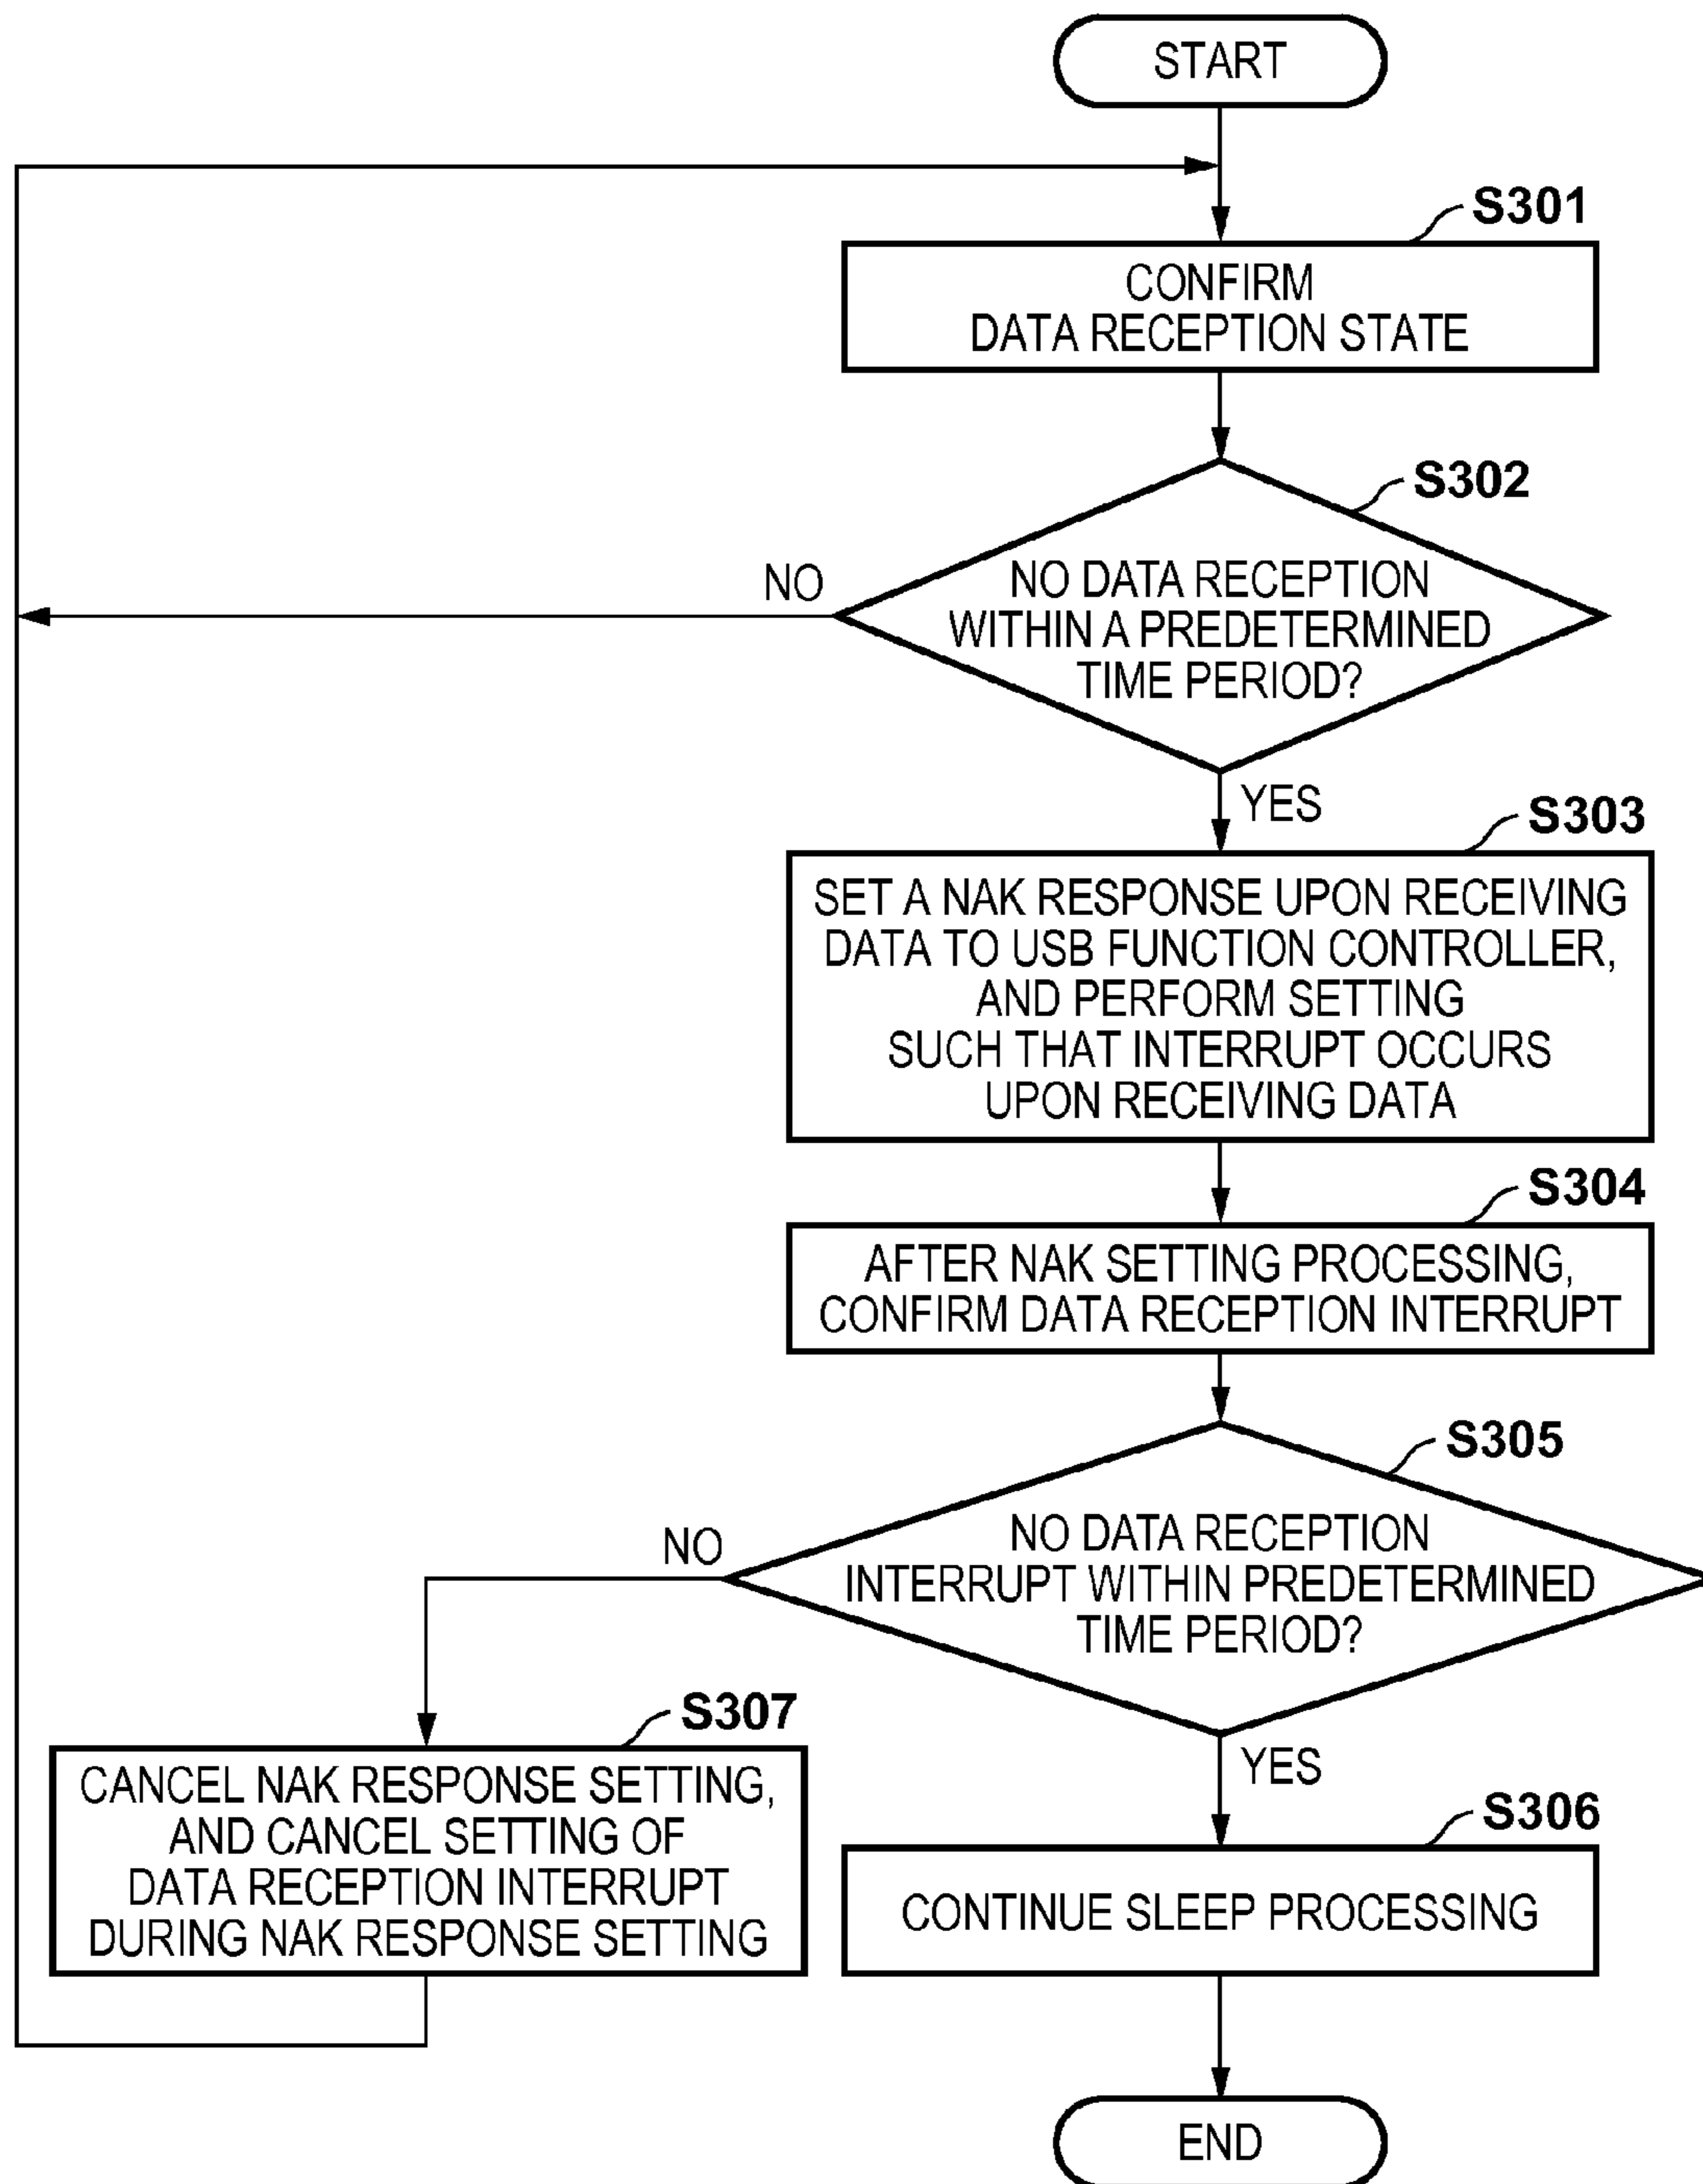 START
S301
CONFIRM
DATA RECEPTION STATE
S302
NO
NO DATA RECEPTION
WITHIN A PREDETERMINED
TIME PERIOD?
YES
S303
SET A NAK RESPONSE UPON RECEIVING
DATA TO USB FUNCTION CONTROLLER,
AND PERFORM SETTING
SUCH THAT INTERRUPT OCCURS
UPON RECEIVING DATA
S304
AFTER NAK SETTING PROCESSING,
CONFIRM DATA RECEPTION INTERRUPT
S305
NO
NO DATA RECEPTION
INTERRUPT WITHIN PREDETERMINED
TIME PERIOD?
YES
S307
CANCEL NAK RESPONSE SETTING,
AND CANCEL SETTING OF
DATA RECEPTION INTERRUPT
DURING NAK RESPONSE SETTING
S306
CONTINUE SLEEP PROCESSING
END